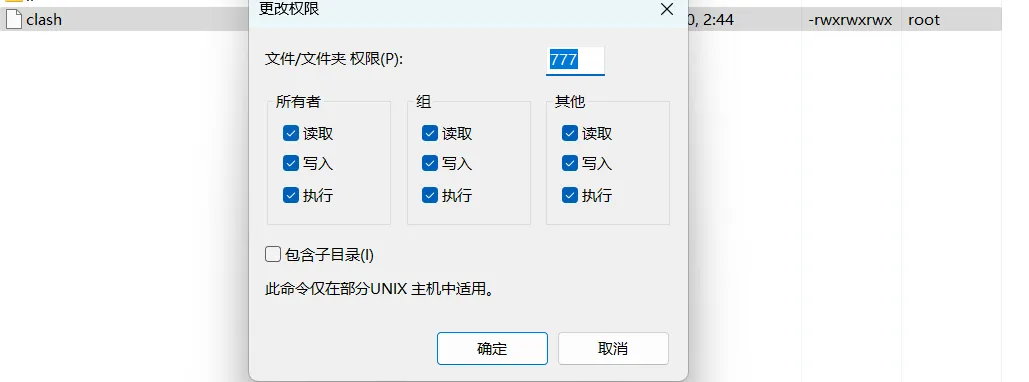 更改权限
clash 0, 2:44 -rwxrwxrwx root
文件/文件夹 权限(P): 777
所有者 组 其他
读取 读取 读取
写入 写入 写入
执行 执行 执行
包含子目录(I)
此命令仅在部分UNIX 主机中适用。
确定 取消